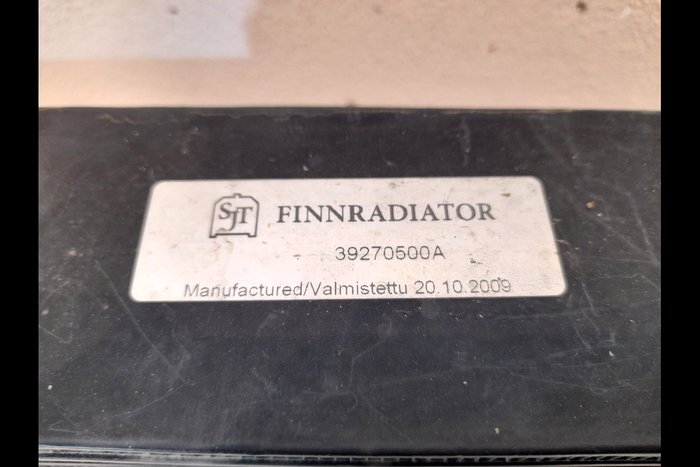 SJT FINNRADIATOR
39270500A
Manufactured/Valmistettu 20.10.2009